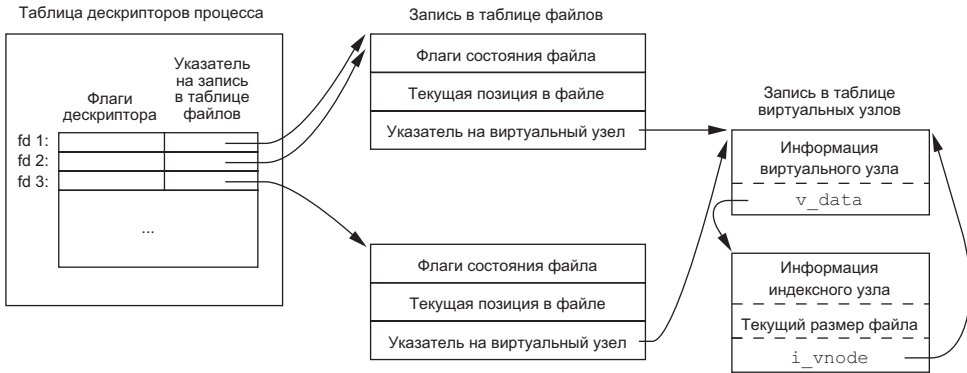 Таблица дескрипторов процесса
Флаги
дескриптора
Указатель
на запись
в таблице
файлов
fd 1:
fd 2:
fd 3:
...
Запись в таблице файлов
Флаги состояния файла
Текущая позиция в файле
Указатель на виртуальный узел
Флаги состояния файла
Текущая позиция в файле
Указатель на виртуальный узел
Запись в таблице
виртуальных узлов
Информация
виртуального узла
v_data
Информация
индексного узла
Текущий размер файла
i_vnode